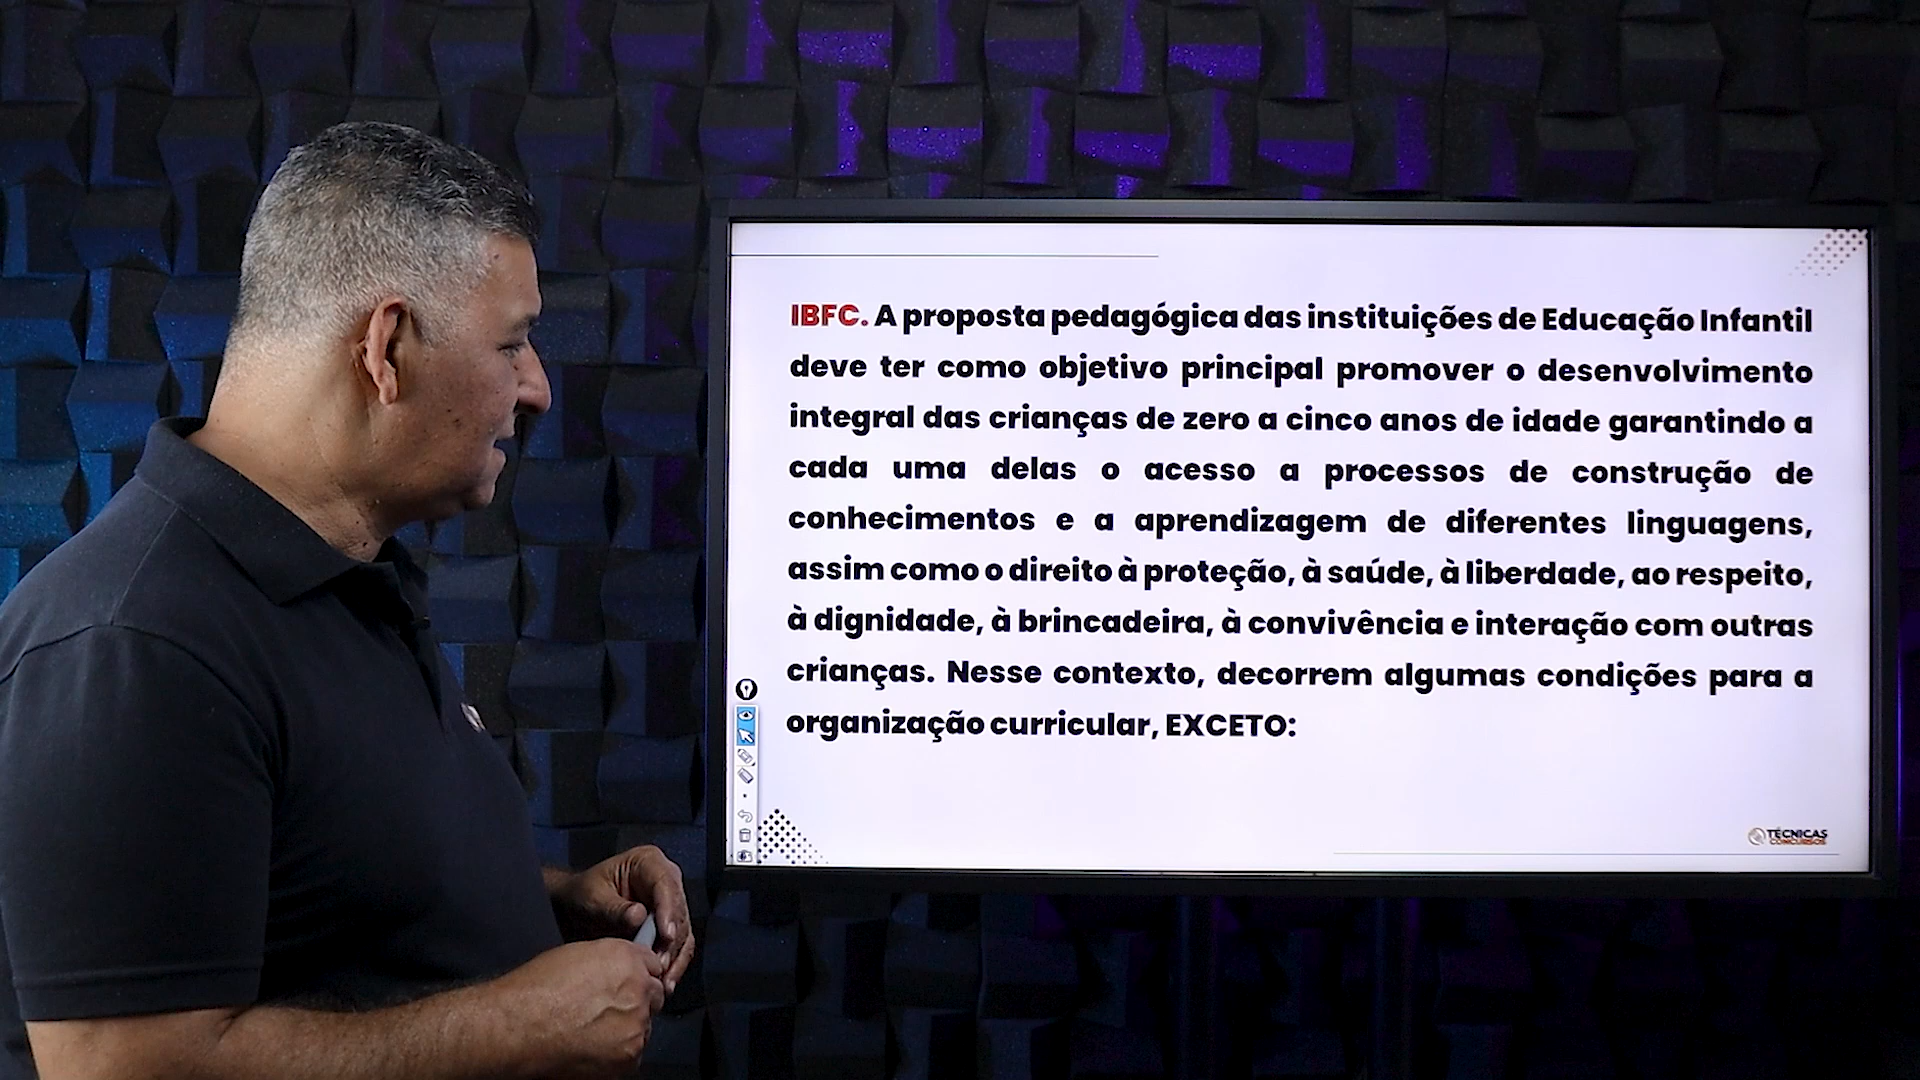 IBFC. A proposta pedagógica das instituições de Educação Infantil
deve ter como objetivo principal promover o desenvolvimento
integral das crianças de zero a cinco anos de idade garantindo a
cada uma delas o acesso a processos de construção de
conhecimentos e a aprendizagem de diferentes linguagens,
assim como o direito à proteção, à saúde, à liberdade, ao respeito,
à dignidade, à brincadeira, à convivência e interação com outras
crianças. Nesse contexto, decorrem algumas condições para a
organização curricular, EXCETO:
TÉCNICAS
CONCURSOS